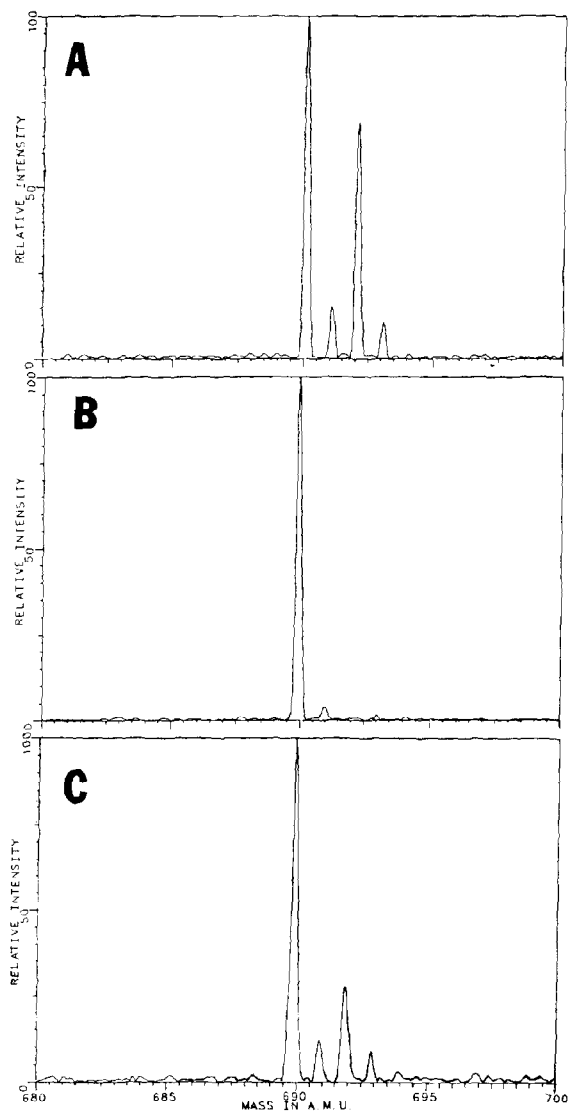 A
RELATIVE INTENSITY
100
50
0
B
RELATIVE INTENSITY
100
50
0
C
RELATIVE INTENSITY
100
50
0
680 685 690 695 700
MASS IN A.M.U.